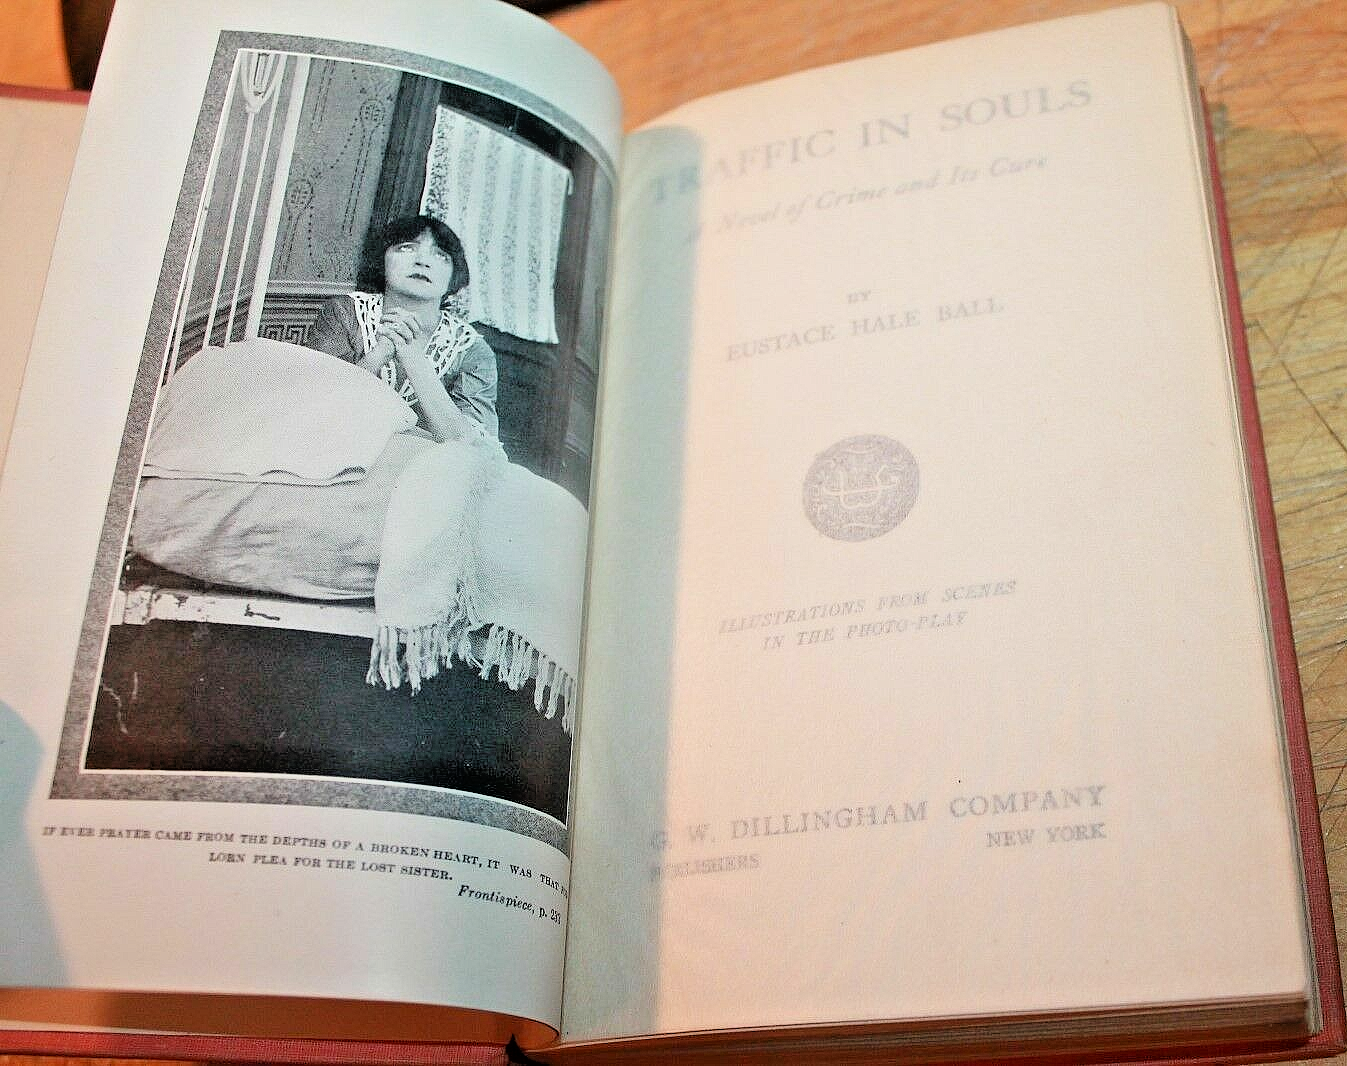 IF EVER PRAYER CAME FROM THE DEPTHS OF A BROKEN HEART, IT WAS THAT FOR
LORN PLEA FOR THE LOST SISTER.
Frontispiece, p. 
TRAFFIC IN SOULS
A Novel of Crime and Its Cure
BY
EUSTACE HALE BALL
ILLUSTRATIONS FROM SCENES
IN THE PHOTO-PLAY
G. W. DILLINGHAM COMPANY
PUBLISHERS NEW YORK